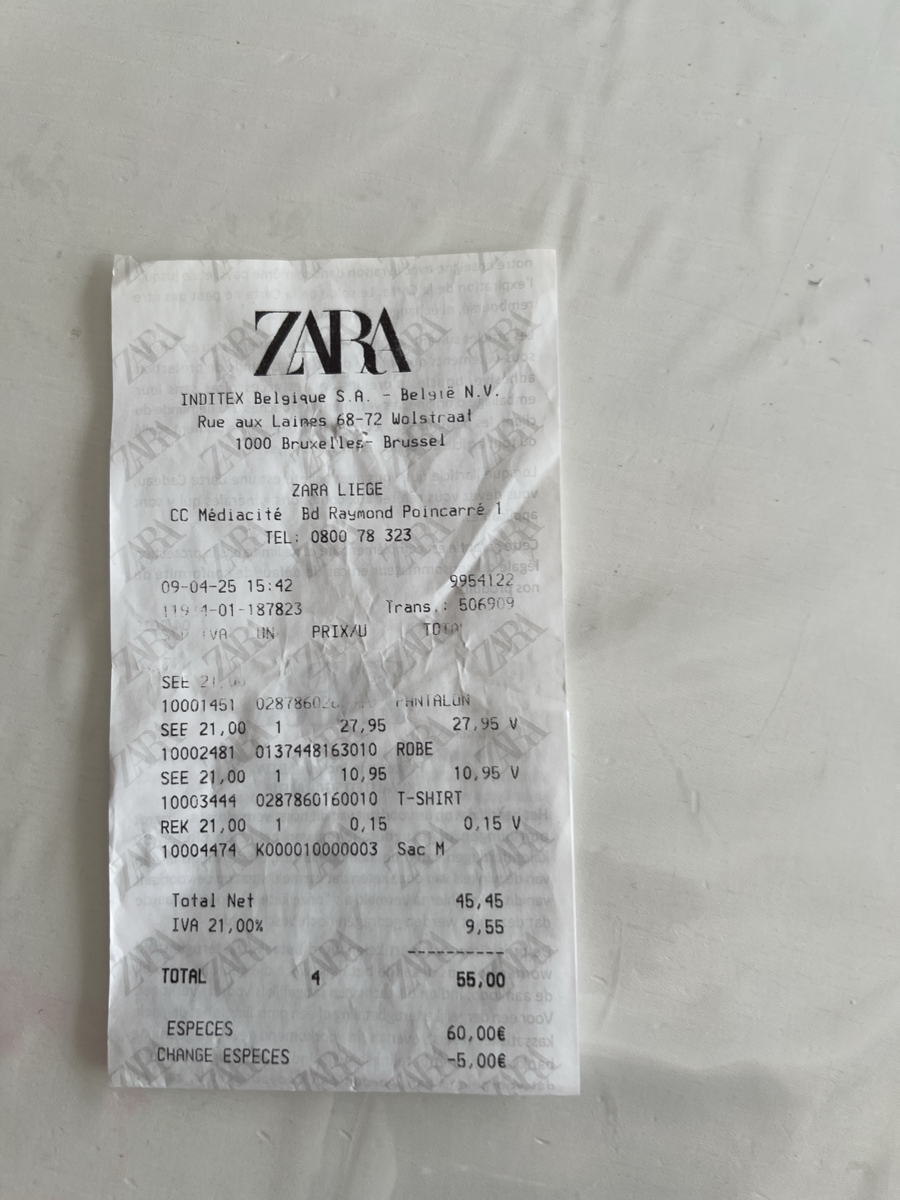 ZARA
INDITEX Belgique S.A. - België N.V.
Rue aux Laines 68-72 Wolstraat
1000 Bruxelles- Brussel
ZARA LIEGE
CC Médiacité Bd Raymond Poincarré 1
TEL: 0800 78 323
09-04-25 15:42 9954122
-01-187823 Trans.: 506909
IVA UN PRIX/U TOTAL
SEE
10001451 PANTALON
SEE 21,00 1 27,95 27,95 V
10002481 0137448163010 ROBE
SEE 21,00 1 10,95 10,95 V
10003444 0287860160010 T-SHIRT
REK 21,00 1 0,15 0,15 V
10004474 K000010000003 Sac M
Total Net 45,45
IVA 21,00% 9,55
----------
TOTAL 4 55,00
ESPECES 60,00€
CHANGE ESPECES -5,00€